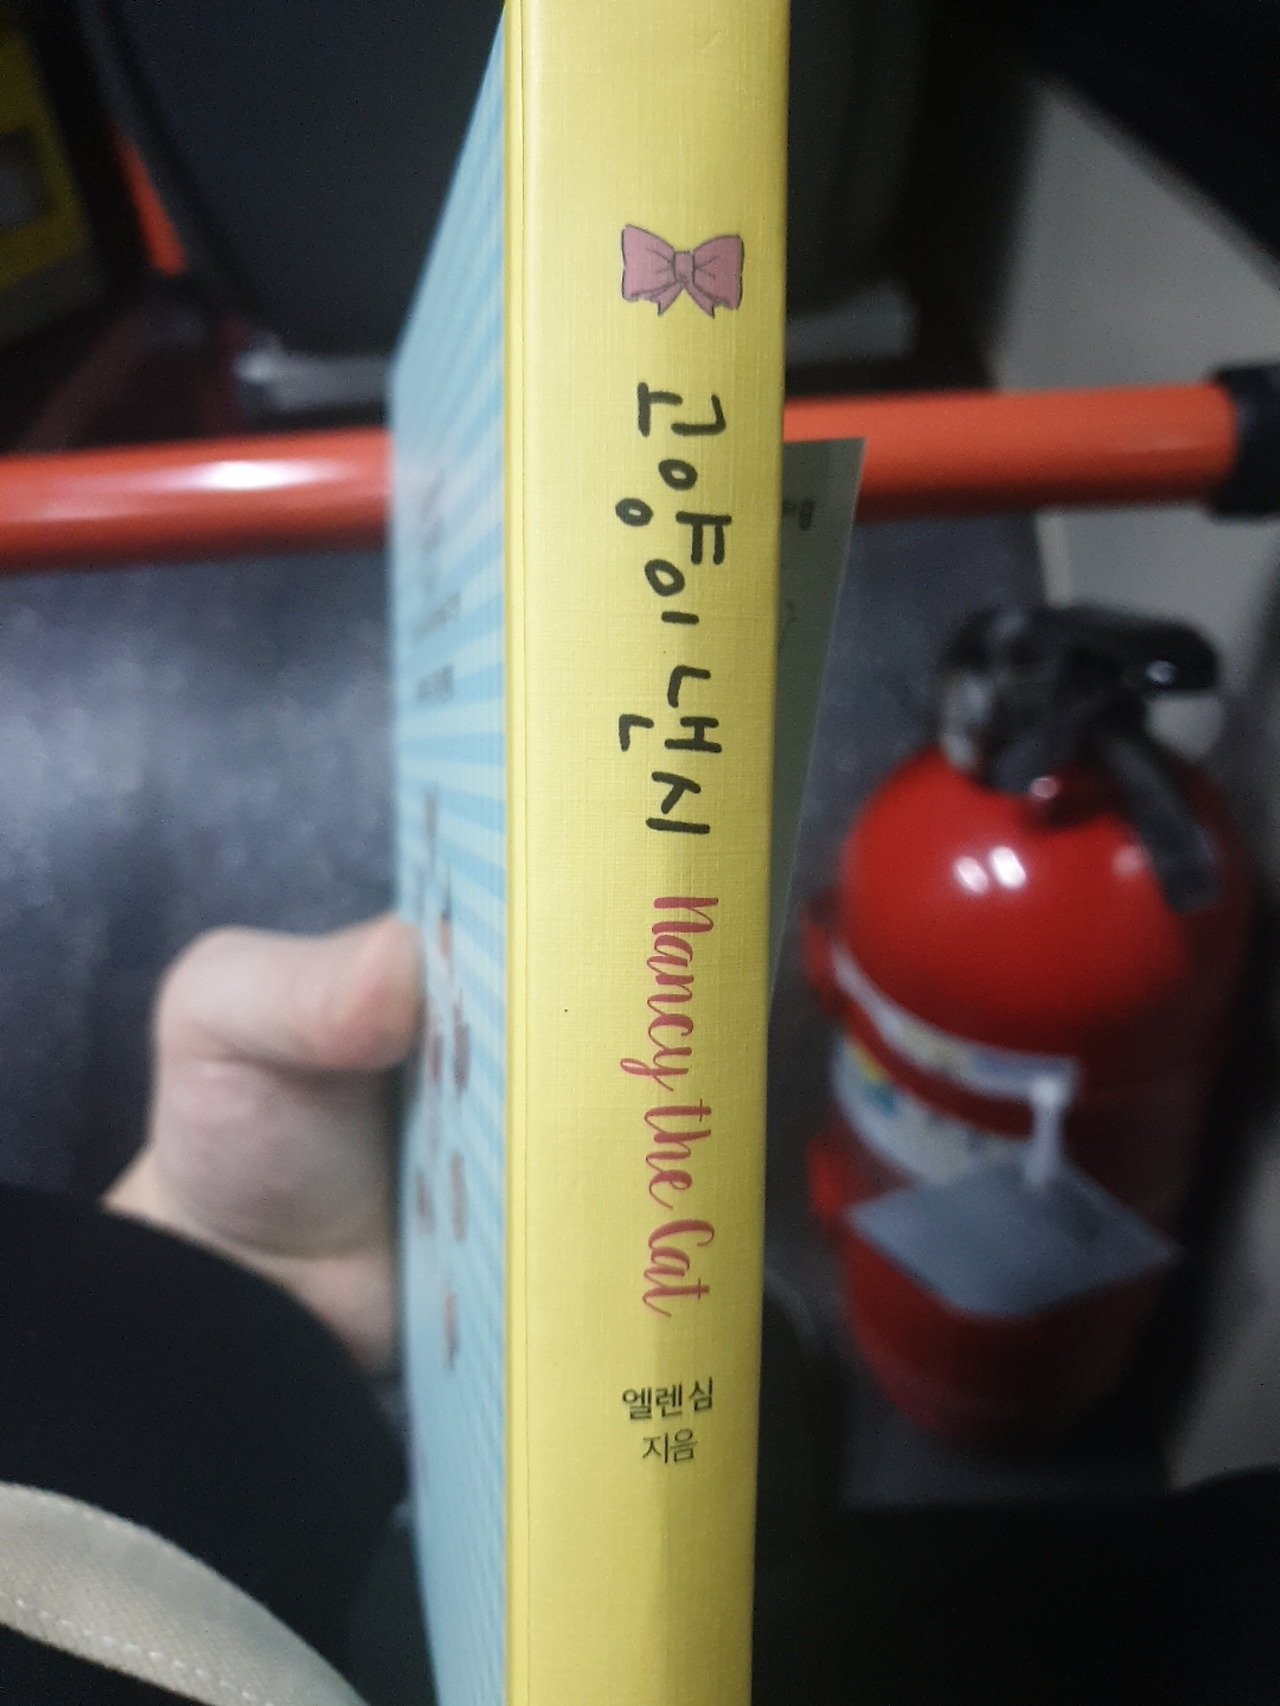 고양이 낸시
Nancy the Cat
엘렌 심
지음